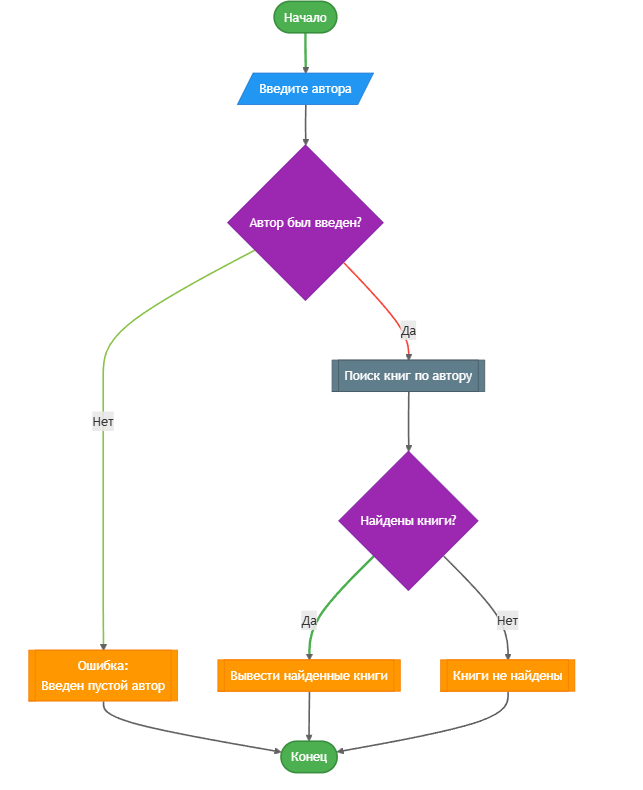 Начало
Введите автора
Автор был введен?
Да
Поиск книг по автору
Нет
Найдены книги?
Да
Нет
Ошибка:
Введен пустой автор
Вывести найденные книги
Книги не найдены
Конец